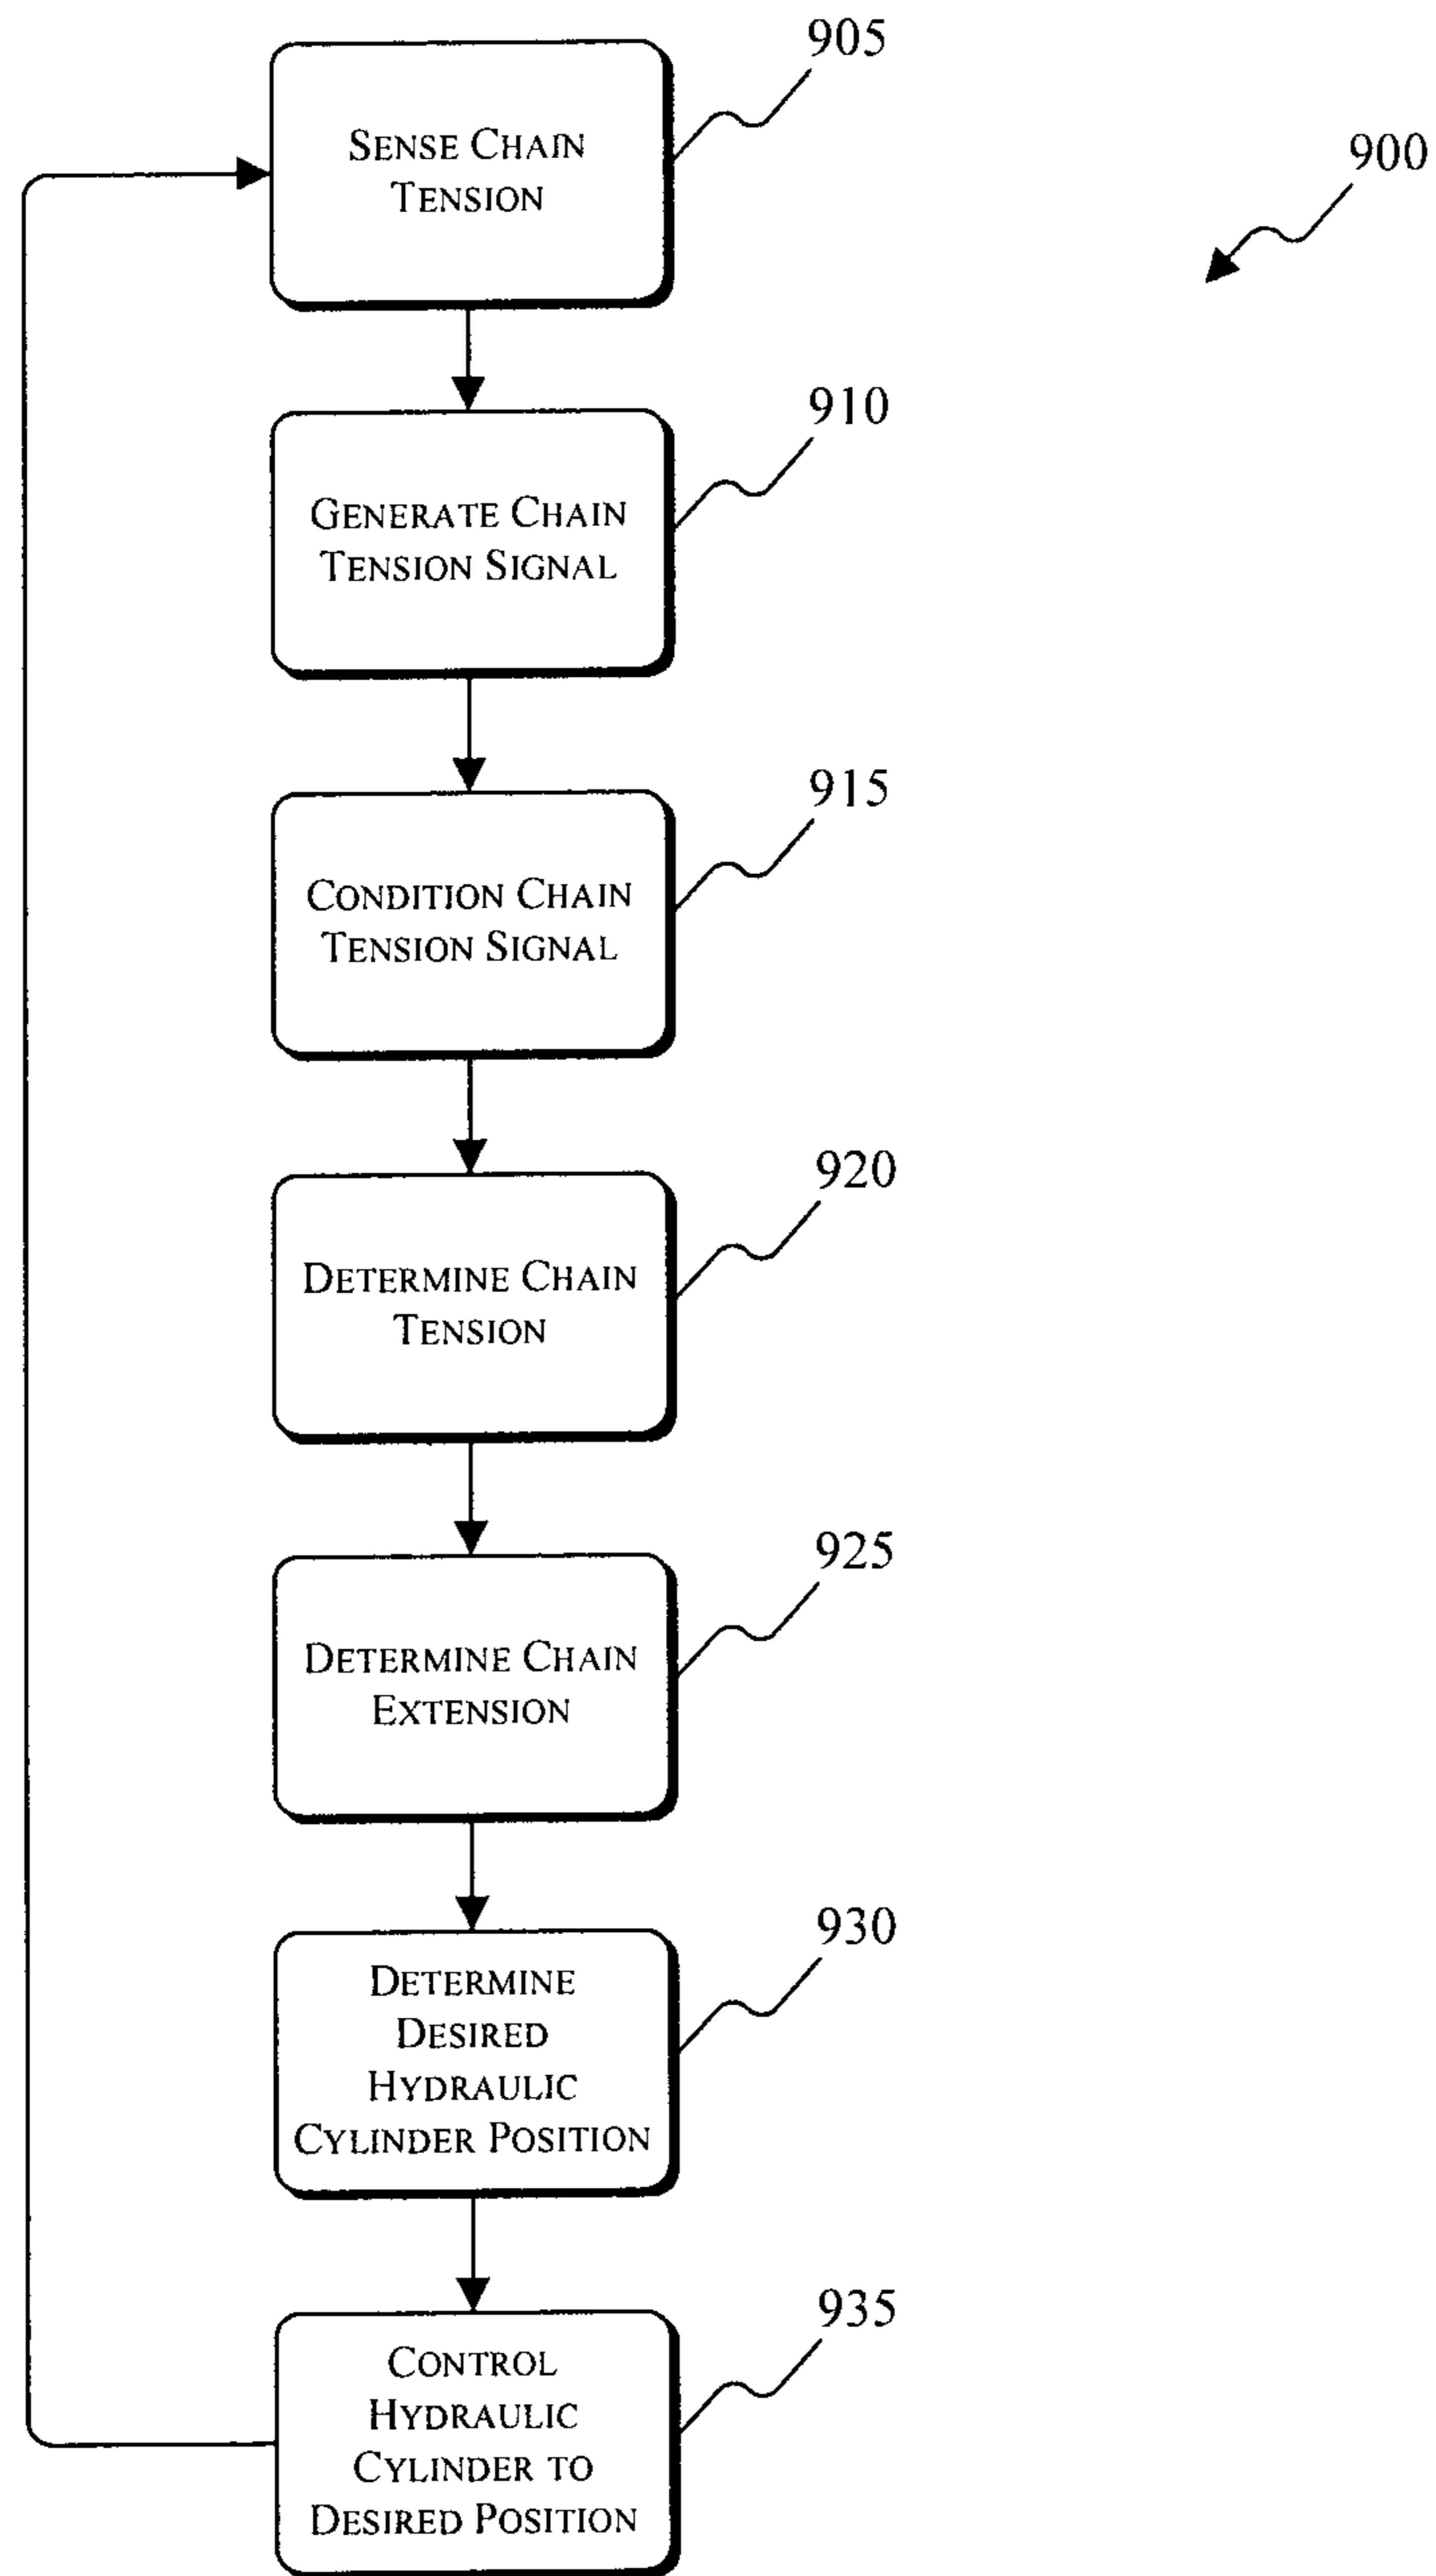 905
SENSE CHAIN
TENSION
900
910
GENERATE CHAIN
TENSION SIGNAL
915
CONDITION CHAIN
TENSION SIGNAL
920
DETERMINE CHAIN
TENSION
925
DETERMINE CHAIN
EXTENSION
930
DETERMINE
DESIRED
HYDRAULIC
CYLINDER POSITION
935
CONTROL
HYDRAULIC
CYLINDER TO
DESIRED POSITION